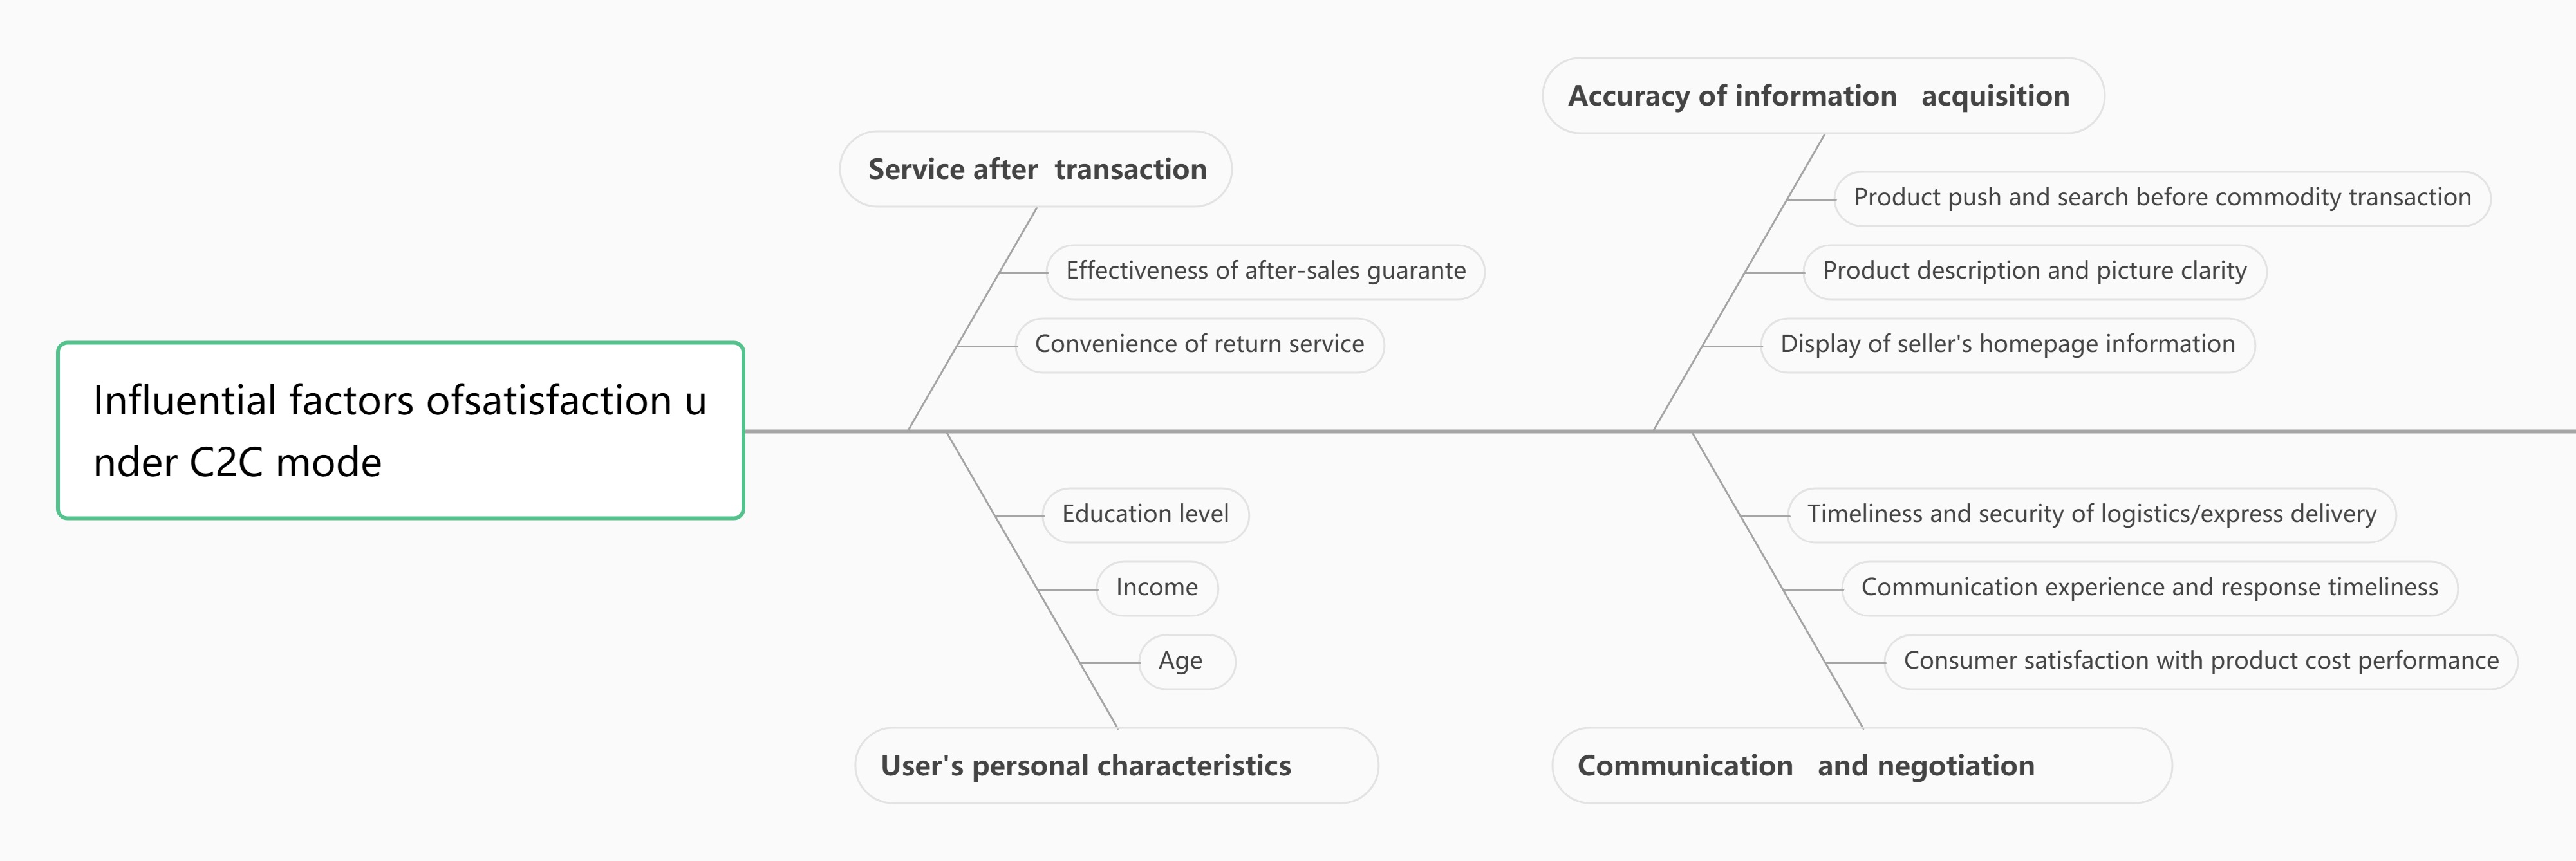 Influential factors ofsatisfaction u
nder C2C mode
Service after  transaction
Effectiveness of after-sales guarante
Convenience of return service
Education level
Income
Age
User's personal characteristics
Accuracy of information   acquisition
Product push and search before commodity transaction
Product description and picture clarity
Display of seller's homepage information
Timeliness and security of logistics/express delivery
Communication experience and response timeliness
Consumer satisfaction with product cost performance
Communication   and negotiation